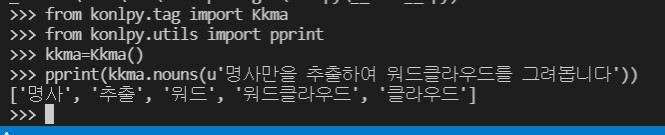 >>> from konlpy.tag import Kkma
>>> from konlpy.utils import pprint
>>> kkma=Kkma()
>>> pprint(kkma.nouns(u'명사만을 추출하여 워드클라우드를 그려봅니다'))
['명사', '추출', '워드', '워드클라우드', '클라우드']
>>>